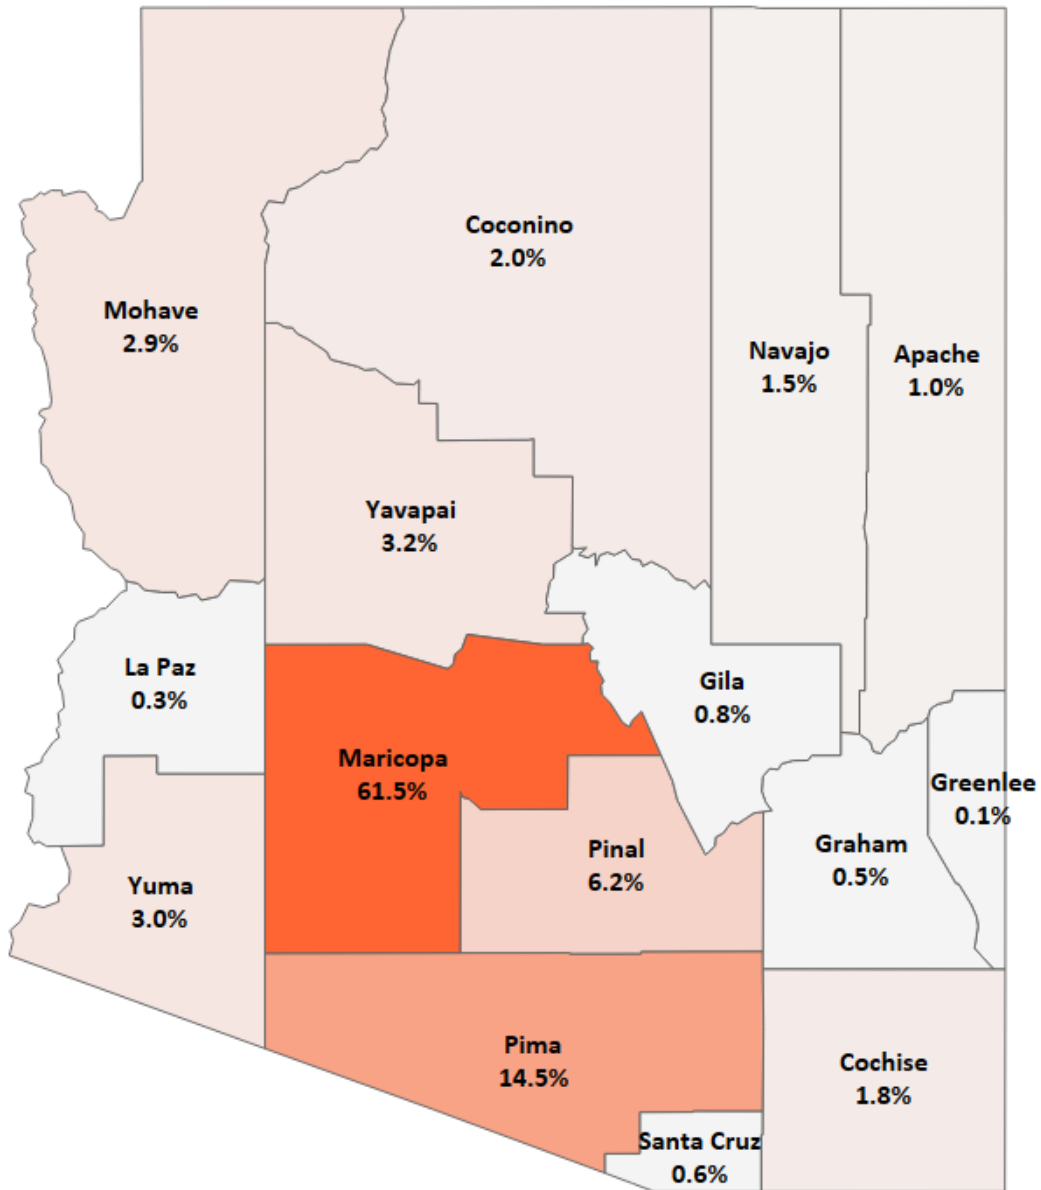 Coconino
2.0%
Mohave
2.9%
Navajo
1.5%
Apache
1.0%
Yavapai
3.2%
La Paz
0.3%
Gila
0.8%
Maricopa
61.5%
Greenlee
0.1%
Pinal
6.2%
Graham
0.5%
Yuma
3.0%
Pima
14.5%
Cochise
1.8%
Santa Cruz
0.6%